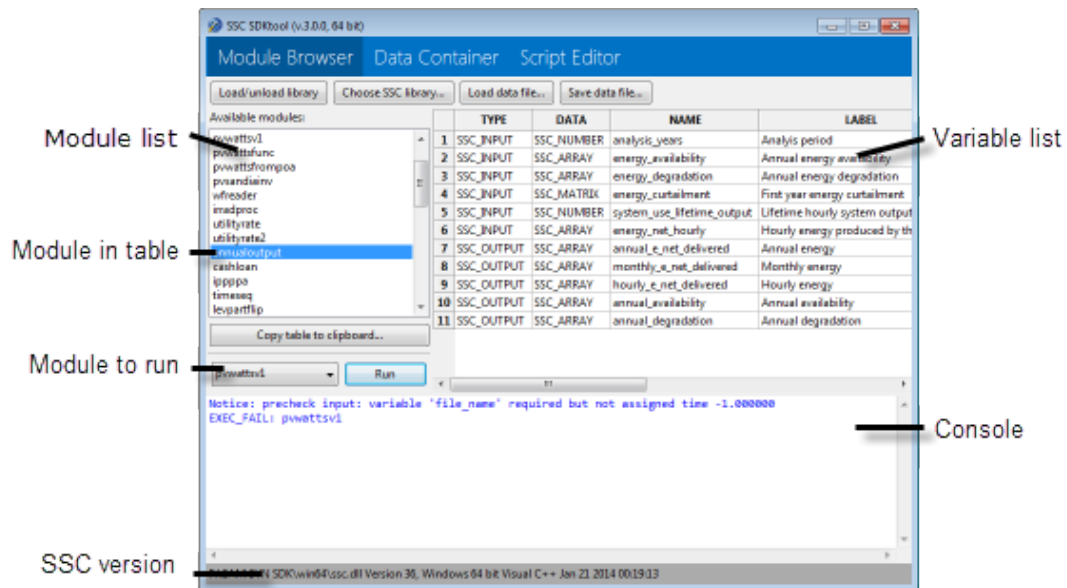 SSC SDKtool (v.3.0.0, 64 bit)
Module Browser Data Container Script Editor
Load/unload library Choose SSC library... Load data file... Save data file...
Available modules:
Module list
pvwattsv1
pvwattsfunc
pvwattsfrompoa
pvsandiainv
wfreader
irradproc
utilityrate
utilityrate2
Module in table
annualoutput
cashloan
ippppa
timeseq
levpartflip
Copy table to clipboard...
TYPE DATA NAME LABEL
Variable list
1 SSC_INPUT SSC_NUMBER analysis_years Analyis period
2 SSC_INPUT SSC_ARRAY energy_availability Annual energy availability
3 SSC_INPUT SSC_ARRAY energy_degradation Annual energy degradation
4 SSC_INPUT SSC_MATRIX energy_curtailment First year energy curtailment
5 SSC_INPUT SSC_NUMBER system_use_lifetime_output Lifetime hourly system output
6 SSC_INPUT SSC_ARRAY energy_net_hourly Hourly energy produced by th
7 SSC_OUTPUT SSC_ARRAY annual_e_net_delivered Annual energy
8 SSC_OUTPUT SSC_ARRAY monthly_e_net_delivered Monthly energy
9 SSC_OUTPUT SSC_ARRAY hourly_e_net_delivered Hourly energy
10 SSC_OUTPUT SSC_ARRAY annual_availability Annual availability
11 SSC_OUTPUT SSC_ARRAY annual_degradation Annual degradation
Module to run
pvwattsv1 Run
Notice: precheck input: variable 'file_name' required but not assigned time -1.000000
EXEC_FAIL: pvwattsv1
Console
SSC version
SDK\win64\ssc.dll Version 36, Windows 64 bit Visual C++ Jan 21 2014 00:19:13